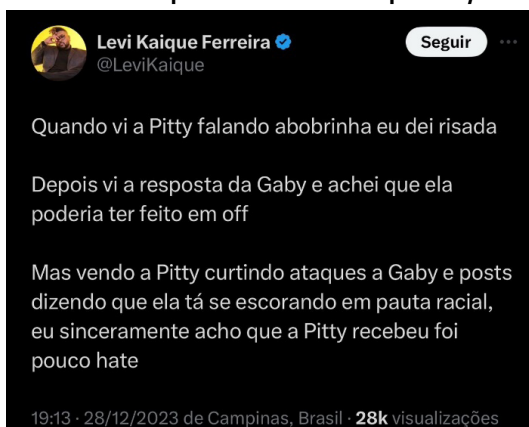 Levi Kaique Ferreira
@LeviKaique
Seguir
Quando vi a Pitty falando abobrinha eu dei risada
Depois vi a resposta da Gaby e achei que ela
poderia ter feito em off
Mas vendo a Pitty curtindo ataques a Gaby e posts
dizendo que ela tá se escorando em pauta racial,
eu sinceramente acho que a Pitty recebeu foi
pouco hate
19:13 · 28/12/2023 de Campinas, Brasil · 28k visualizações